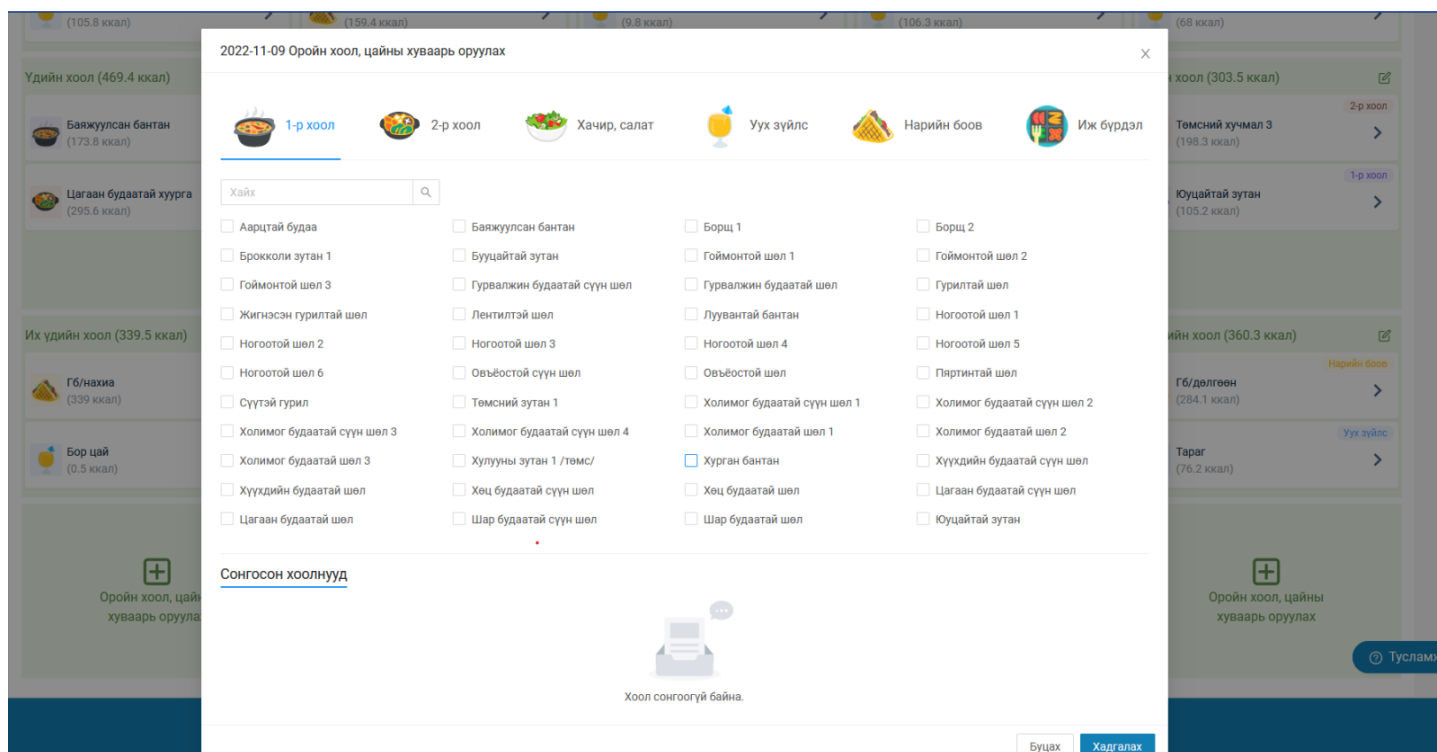 (105.8 ккал) (159.4 ккал) (9.8 ккал) (106.3 ккал) (68 ккал)
2022-11-09 Оройн хоол, цайны хуваарь оруулах
Үдийн хоол (469.4 ккал)
хоол (303.5 ккал)
1-р хоол 2-р хоол Хачир, салат Уух зүйлс Нарийн боов Иж бүрдэл
Баяжуулсан бантан
(173.8 ккал)
2-р хоол
Төмсний хучмал 3
(198.3 ккал)
Цагаан будаатай хуурга
(295.6 ккал)
1-р хоол
Юуцайтай зутан
(105.2 ккал)
Хайх
Аарцтай будаа Баяжуулсан бантан Борщ 1 Борщ 2
Брокколи зутан 1 Бууцайтай зутан Гоймонтой шөл 1 Гоймонтой шөл 2
Гоймонтой шөл 3 Гурвалжин будаатай сүүн шөл Гурвалжин будаатай шөл Гурилтай шөл
Жигнэсэн гурилтай шөл Лентилтэй шөл Луувантай бантан Ногоотой шөл 1
Ногоотой шөл 2 Ногоотой шөл 3 Ногоотой шөл 4 Ногоотой шөл 5
Ногоотой шөл 6 Овъёостой сүүн шөл Овъёостой шөл Пяртинтай шөл
Сүүтэй гурил Төмсний зутан 1 Холимог будаатай сүүн шөл 1 Холимог будаатай сүүн шөл 2
Холимог будаатай сүүн шөл 3 Холимог будаатай сүүн шөл 4 Холимог будаатай шөл 1 Холимог будаатай шөл 2
Холимог будаатай шөл 3 Хулууны зутан 1 /төмс/ Хурган бантан Хүүхдийн будаатай сүүн шөл
Хүүхдийн будаатай шөл Хөц будаатай сүүн шөл Хөц будаатай шөл Цагаан будаатай сүүн шөл
Цагаан будаатай шөл Шар будаатай сүүн шөл Шар будаатай шөл Юуцайтай зутан
Их үдийн хоол (339.5 ккал)
ийн хоол (360.3 ккал)
Гб/нахиа
(339 ккал)
Нарийн боов
Гб/дөлгөөн
(284.1 ккал)
Бор цай
(0.5 ккал)
Уух зүйлс
Тараг
(76.2 ккал)
Сонгосон хоолнууд
Оройн хоол, цай
хуваарь оруула
Оройн хоол, цайны
хуваарь оруулах
Хоол сонгоогүй байна.
Туслам
Буцах Хадгалах